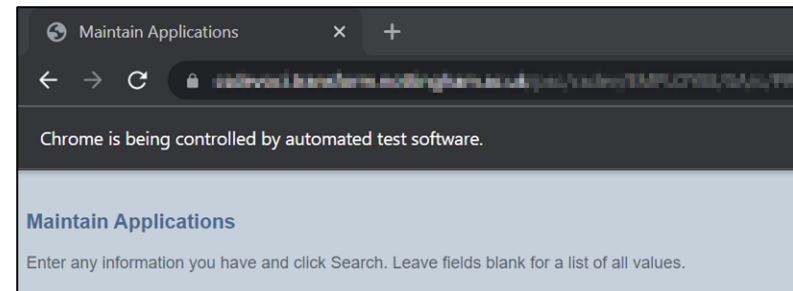 Maintain Applications
Chrome is being controlled by automated test software.
Maintain Applications
Enter any information you have and click Search. Leave fields blank for a list of all values.